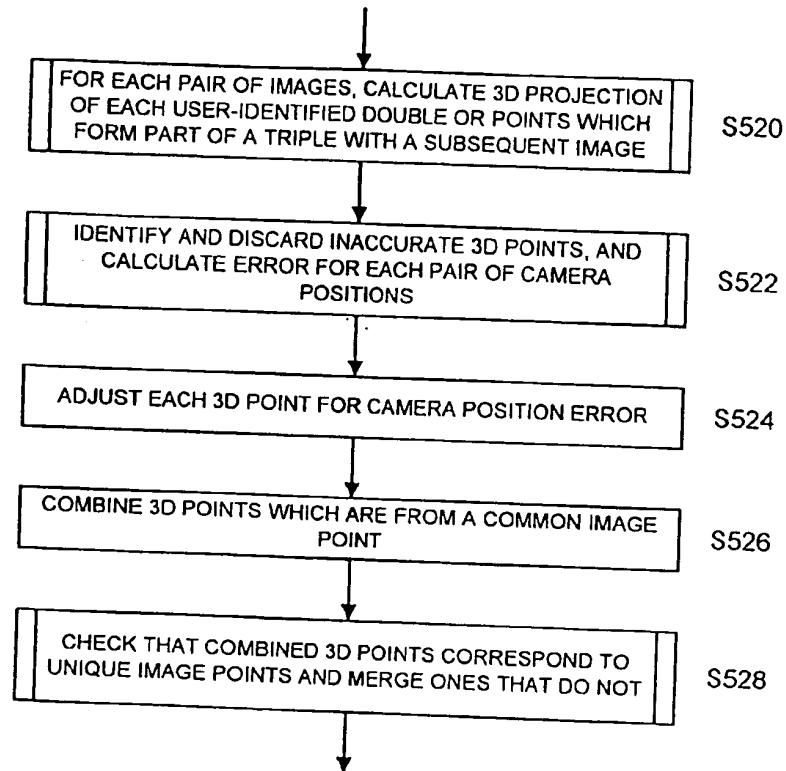 FOR EACH PAIR OF IMAGES, CALCULATE 3D PROJECTION
OF EACH USER-IDENTIFIED DOUBLE OR POINTS WHICH
FORM PART OF A TRIPLE WITH A SUBSEQUENT IMAGE
S520
IDENTIFY AND DISCARD INACCURATE 3D POINTS, AND
CALCULATE ERROR FOR EACH PAIR OF CAMERA
POSITIONS
S522
ADJUST EACH 3D POINT FOR CAMERA POSITION ERROR
S524
COMBINE 3D POINTS WHICH ARE FROM A COMMON IMAGE
POINT
S526
CHECK THAT COMBINED 3D POINTS CORRESPOND TO
UNIQUE IMAGE POINTS AND MERGE ONES THAT DO NOT
S528